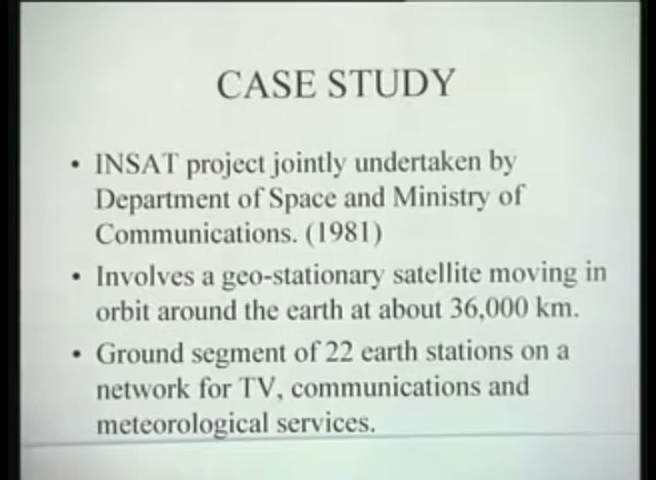 CASE STUDY
• INSAT project jointly undertaken by
Department of Space and Ministry of
Communications. (1981)
• Involves a geo-stationary satellite moving in
orbit around the earth at about 36,000 km.
• Ground segment of 22 earth stations on a
network for TV, communications and
meteorological services.